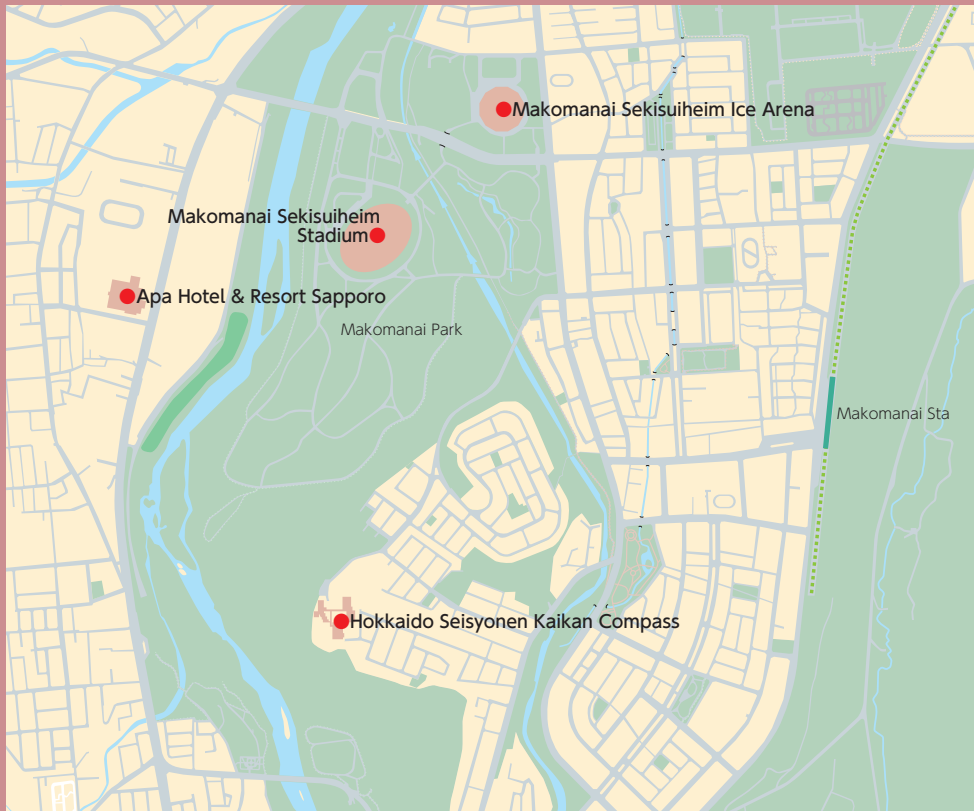 Makomanai Sekisuiheim Ice Arena
Makomanai Sekisuiheim
Stadium
Apa Hotel & Resort Sapporo
Makomanai Park
Makomanai Sta
Hokkaido Seisyonen Kaikan Compass